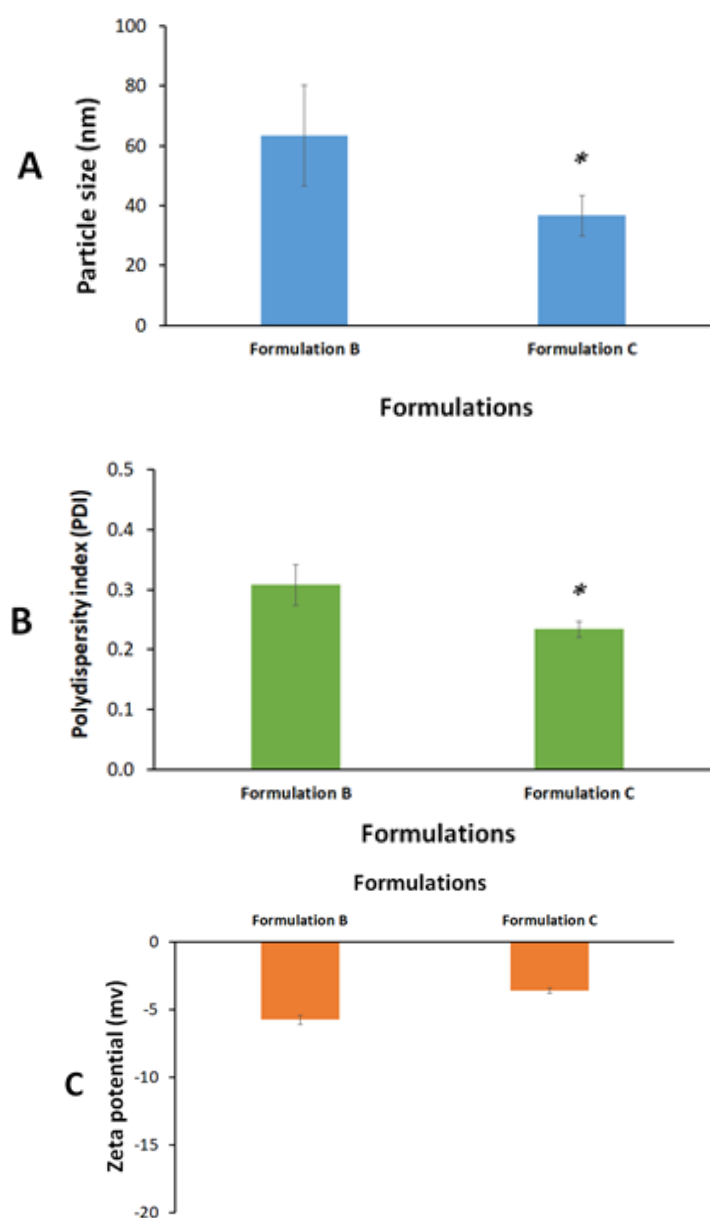 A
Particle size (nm)
100
80
60
40
20
0
*
Formulation B Formulation C
Formulations
B
Polydispersity index (PDI)
0.5
0.4
0.3
0.2
0.1
0.0
*
Formulation B Formulation C
Formulations
Formulations
Formulation B Formulation C
C
Zeta potential (mv)
0
-5
-10
-15
-20